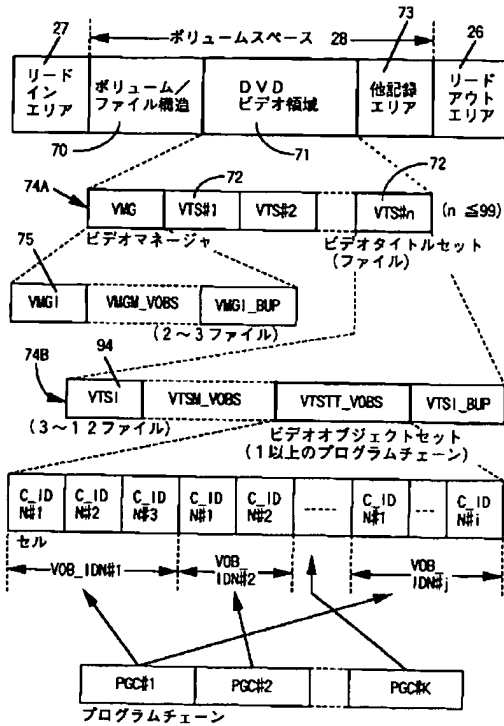 27
ボリュームスペース 28
73
26
リード
イン
エリア
ボリューム/
ファイル構造
DVD
ビデオ領域
他記録
エリア
リード
アウト
エリア
70
71
72
72
74A
VMG
VTS#1
VTS#2
VTS#n
(n ≦99)
ビデオマネージャ
ビデオタイトルセット
(ファイル)
75
VMGI
VMGM_VOBS
VMGI_BUP
(2～3ファイル)
94
74B
VTSI
VTSM_VOBS
VTSTT_VOBS
VTSI_BUP
(3～12ファイル)
ビデオオブジェクトセット
(1以上のプログラムチェーン)
C_ID
N#1
C_ID
N#2
C_ID
N#3
C_ID
N#1
C_ID
N#2
C_ID
N#1
C_ID
N#i
セル
VOB_IDN#1
VOB_
IDN#2
VOB_
IDN#j
PGC#1
PGC#2
PGC#K
プログラムチェーン